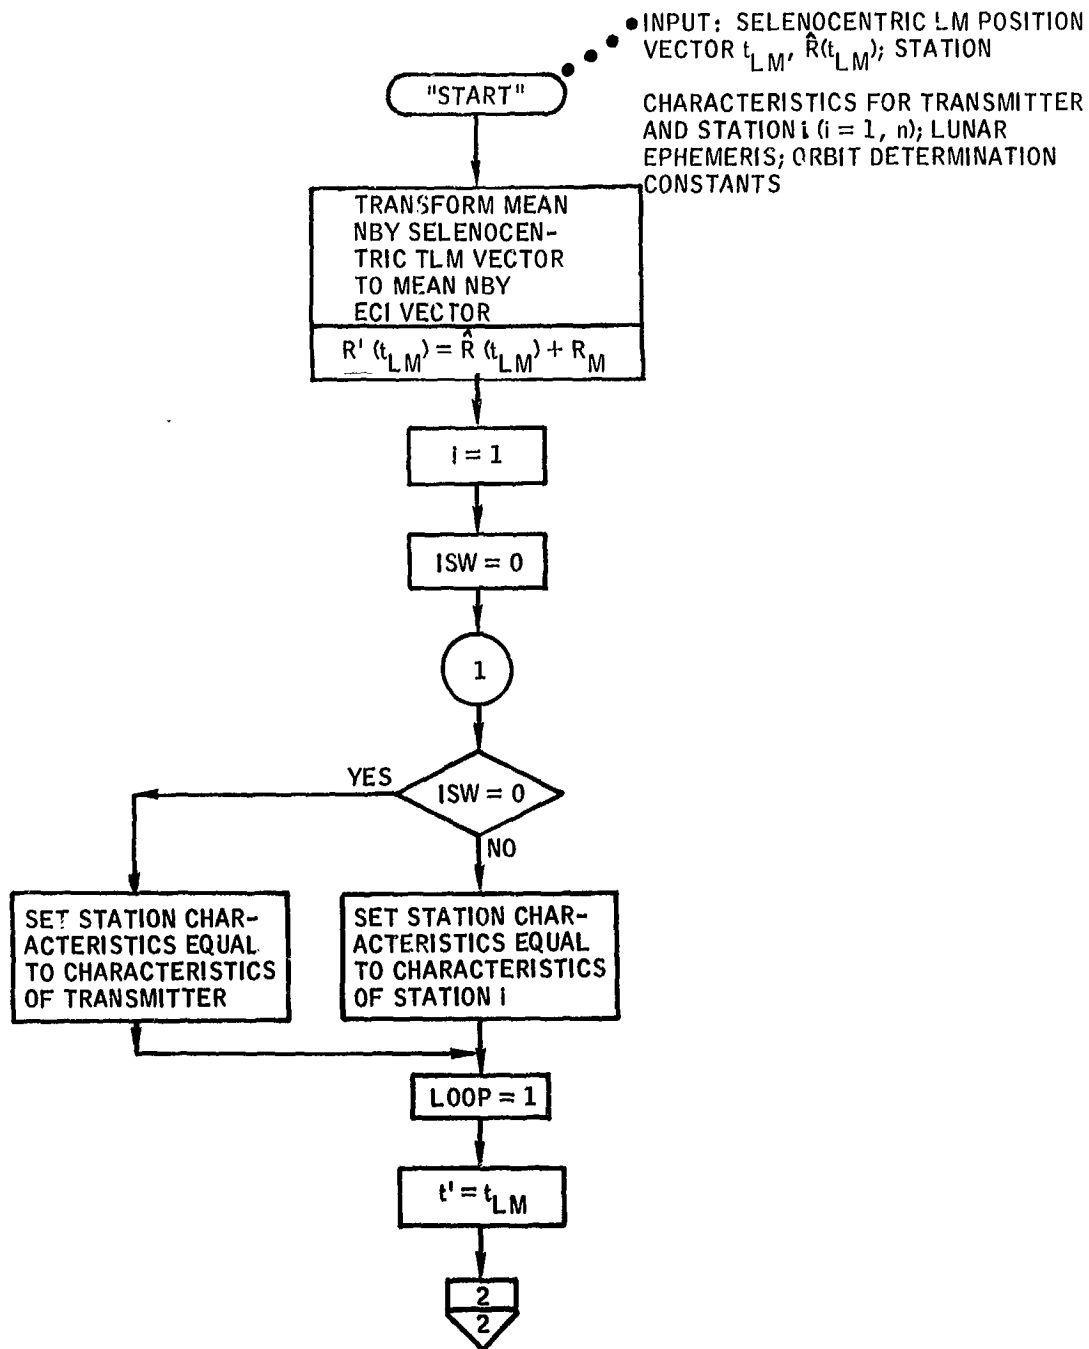 INPUT: SELENOCENTRIC LM POSITION
VECTOR t_LM, R̂(t_LM); STATION
CHARACTERISTICS FOR TRANSMITTER
AND STATION i (i = 1, n); LUNAR
EPHEMERIS; ORBIT DETERMINATION
CONSTANTS
"START"
TRANSFORM MEAN
NBY SELENOCEN-
TRIC TLM VECTOR
TO MEAN NBY
ECI VECTOR
R' (t_LM) = R̂ (t_LM) + R_M
i = 1
ISW = 0
1
ISW = 0
YES
NO
SET STATION CHAR-
ACTERISTICS EQUAL
TO CHARACTERISTICS
OF TRANSMITTER
SET STATION CHAR-
ACTERISTICS EQUAL
TO CHARACTERISTICS
OF STATION i
LOOP = 1
t' = t_LM
2
2